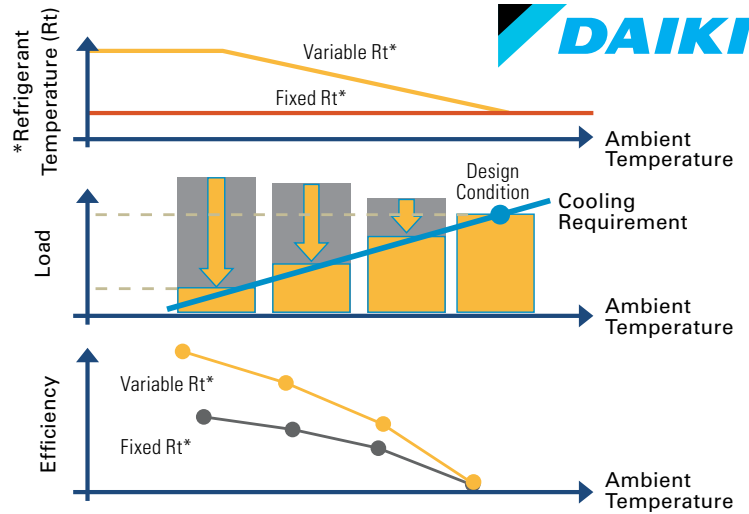 *Refrigerant
Temperature (Rt)
Variable Rt*
Fixed Rt*
Ambient
Temperature
DAIKI
Load
Design
Condition
Cooling
Requirement
Ambient
Temperature
Efficiency
Variable Rt*
Fixed Rt*
Ambient
Temperature